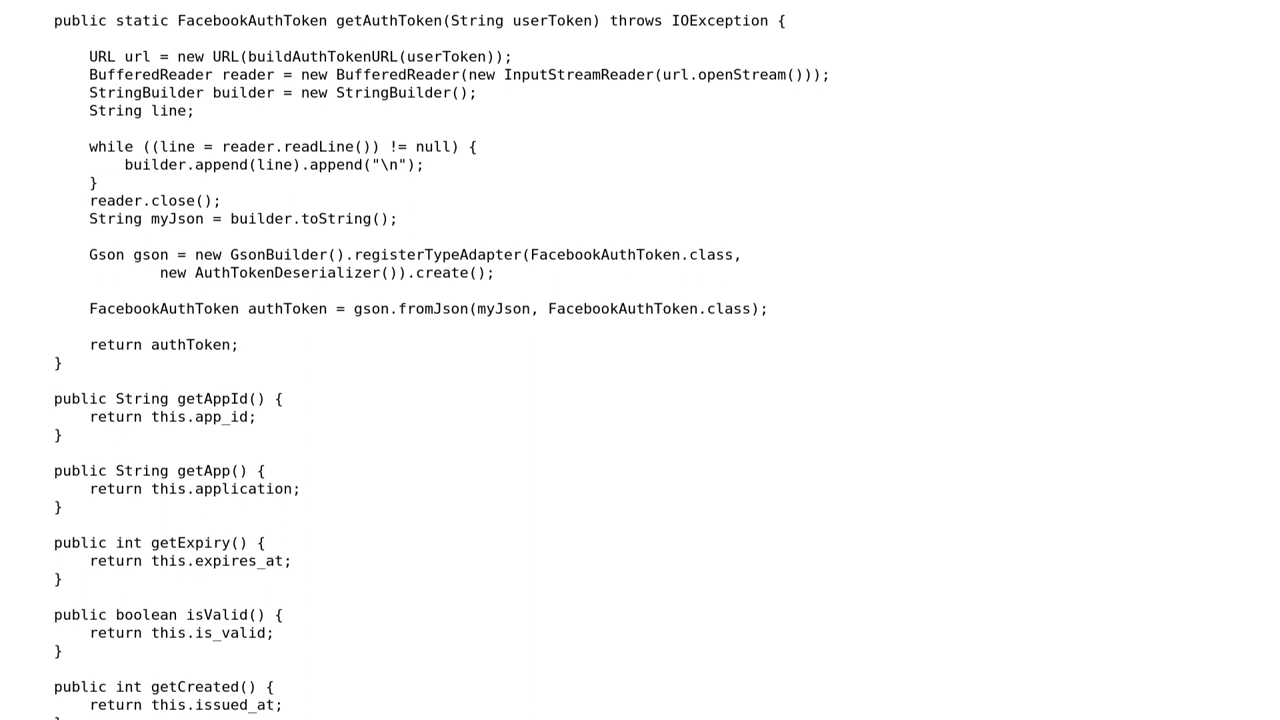 public static FacebookAuthToken getAuthToken(String userToken) throws IOException {
URL url = new URL(buildAuthTokenURL(userToken));
BufferedReader reader = new BufferedReader(new InputStreamReader(url.openStream()));
StringBuilder builder = new StringBuilder();
String line;
while ((line = reader.readLine()) != null) {
builder.append(line).append("\n");
}
reader.close();
String myJson = builder.toString();
Gson gson = new GsonBuilder().registerTypeAdapter(FacebookAuthToken.class,
new AuthTokenDeserializer()).create();
FacebookAuthToken authToken = gson.fromJson(myJson, FacebookAuthToken.class);
return authToken;
}
public String getAppId() {
return this.app_id;
}
public String getApp() {
return this.application;
}
public int getExpiry() {
return this.expires_at;
}
public boolean isValid() {
return this.is_valid;
}
public int getCreated() {
return this.issued_at;